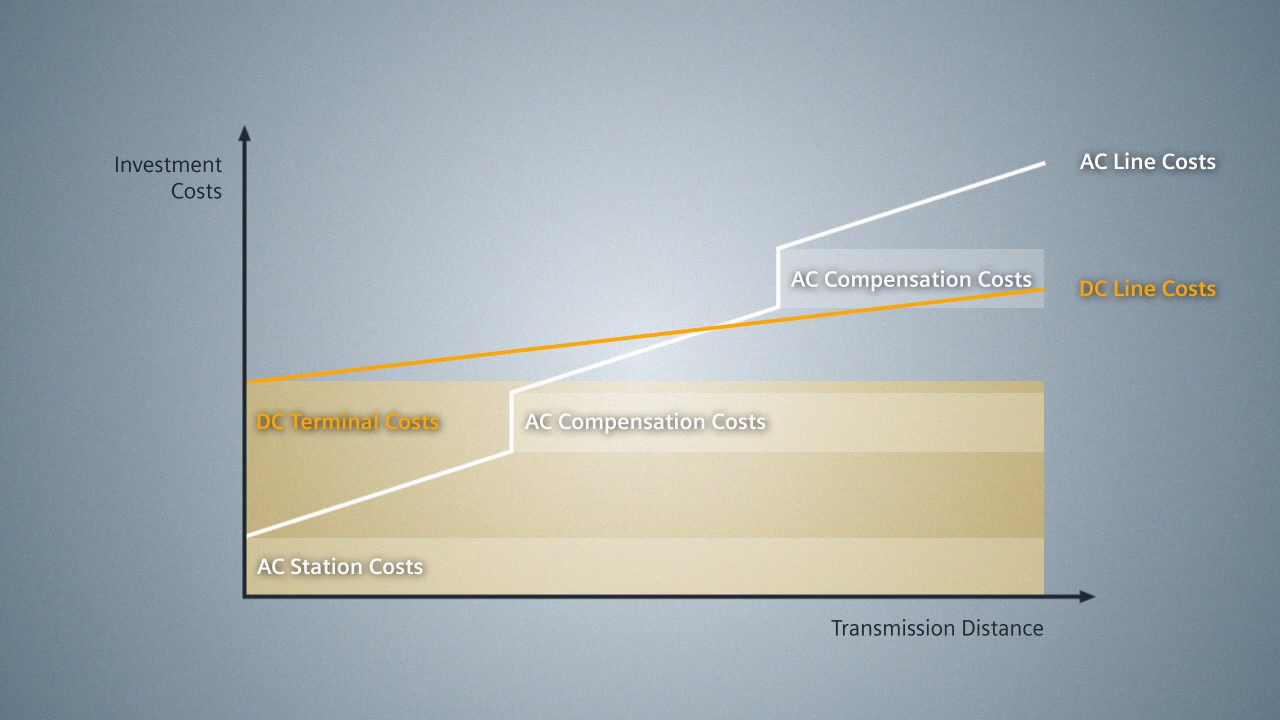 Investment
Costs
AC Line Costs
AC Compensation Costs
DC Line Costs
DC Terminal Costs
AC Compensation Costs
AC Station Costs
Transmission Distance